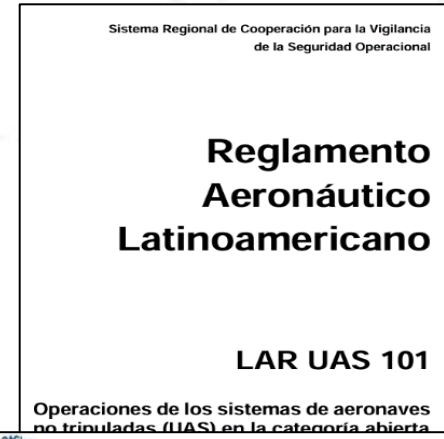 Sistema Regional de Cooperación para la Vigilancia
de la Seguridad Operacional
Reglamento
Aeronáutico
Latinoamericano
LAR UAS 101
Operaciones de los sistemas de aeronaves
no tripuladas (UAS) en la categoría abierta